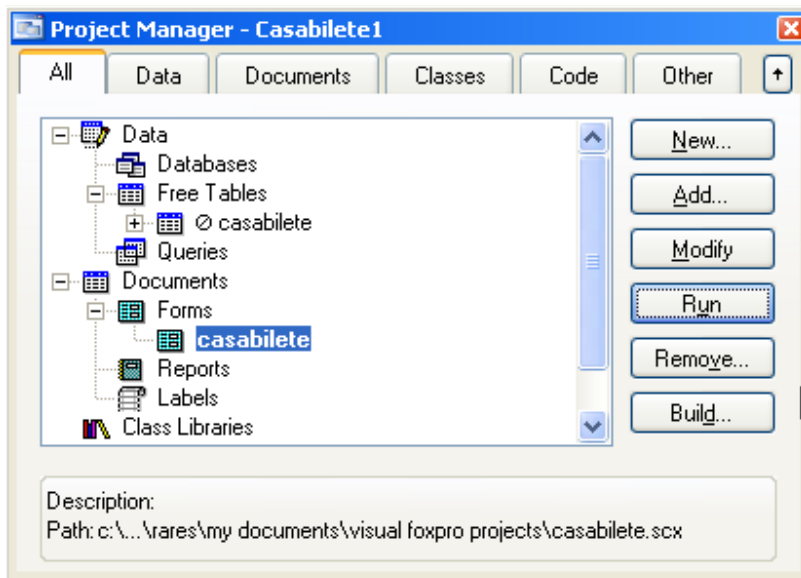 Project Manager - Casabilete1
All Data Documents Classes Code Other
Data
Databases
Free Tables
casabilete
Queries
Documents
Forms
casabilete
Reports
Labels
Class Libraries
New...
Add...
Modify
Run
Remove...
Build...
Description:
Path: c:\...\rares\my documents\visual foxpro projects\casabilete.scx